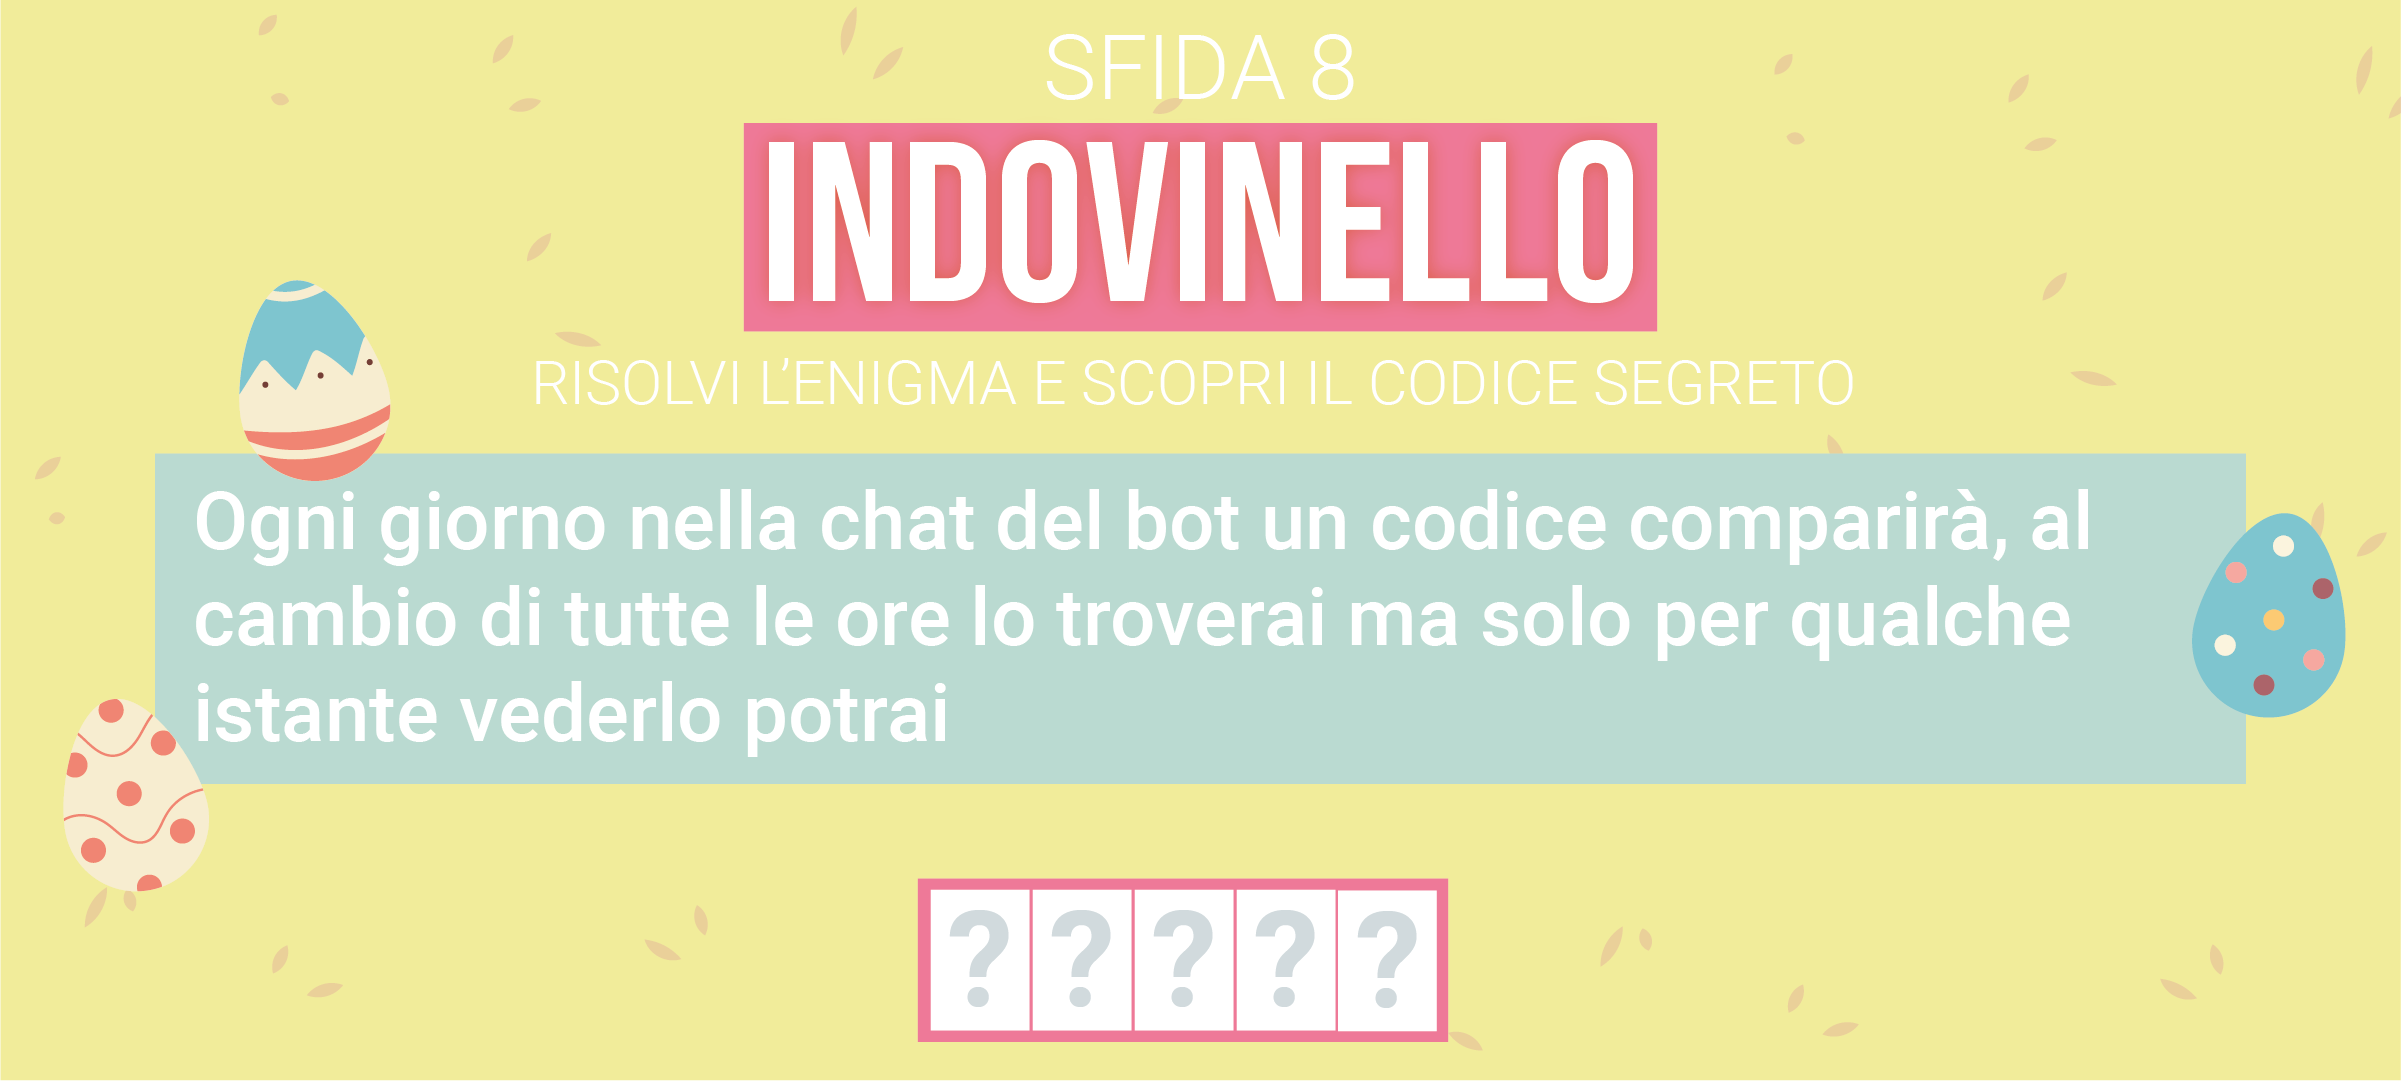 SFIDA 8
INDOVINELLO
RISOLVI L'ENIGMA E SCOPRI IL CODICE SEGRETO
Ogni giorno nella chat del bot un codice comparirà, al
cambio di tutte le ore lo troverai ma solo per qualche
istante vederlo potrai
? ? ? ? ?